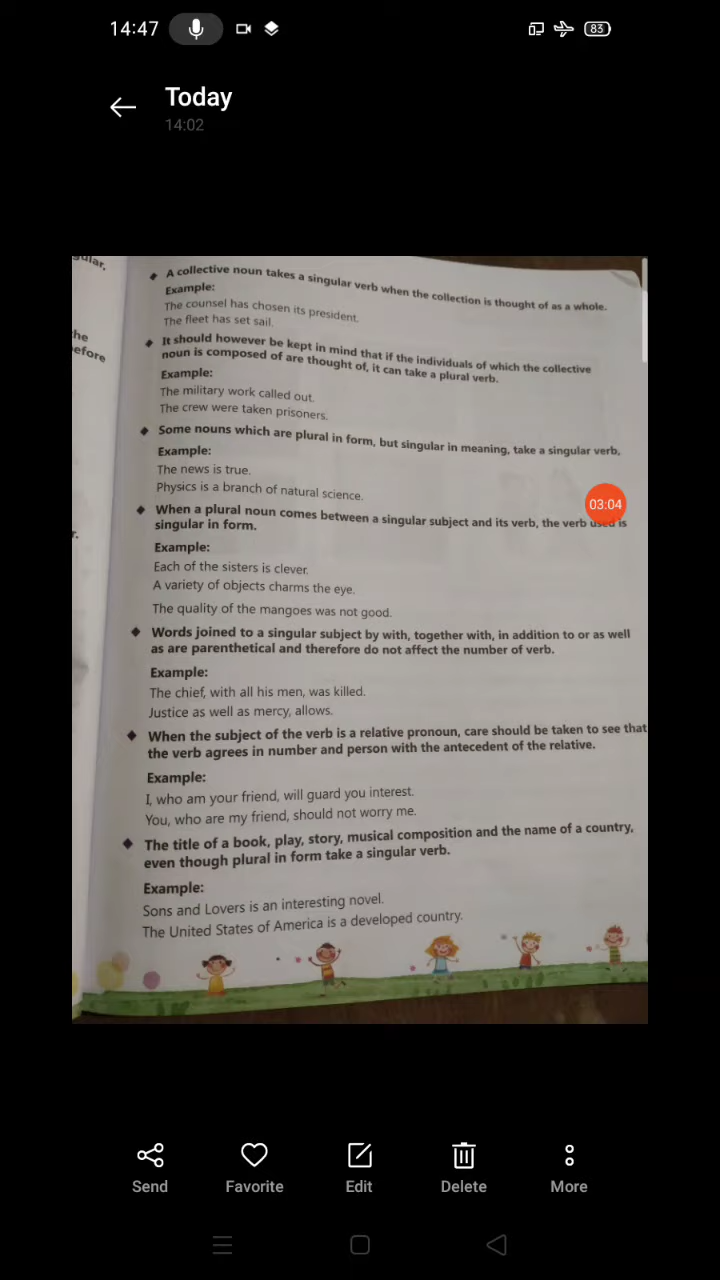 14:47
83
Today
14:02
gular,
the
efore
r.
◆ A collective noun takes a singular verb when the collection is thought of as a whole.
Example:
The counsel has chosen its president.
The fleet has set sail.
◆ It should however be kept in mind that if the individuals of which the collective
noun is composed of are thought of, it can take a plural verb.
Example:
The military work called out.
The crew were taken prisoners.
◆ Some nouns which are plural in form, but singular in meaning, take a singular verb,
Example:
The news is true.
Physics is a branch of natural science.
03:04
◆ When a plural noun comes between a singular subject and its verb, the verb used is
singular in form.
Example:
Each of the sisters is clever.
A variety of objects charms the eye.
The quality of the mangoes was not good.
◆ Words joined to a singular subject by with, together with, in addition to or as well
as are parenthetical and therefore do not affect the number of verb.
Example:
The chief, with all his men, was killed.
Justice as well as mercy, allows.
◆ When the subject of the verb is a relative pronoun, care should be taken to see that
the verb agrees in number and person with the antecedent of the relative.
Example:
I, who am your friend, will guard you interest.
You, who are my friend, should not worry me.
◆ The title of a book, play, story, musical composition and the name of a country,
even though plural in form take a singular verb.
Example:
Sons and Lovers is an interesting novel.
The United States of America is a developed country.
Send Favorite Edit Delete More